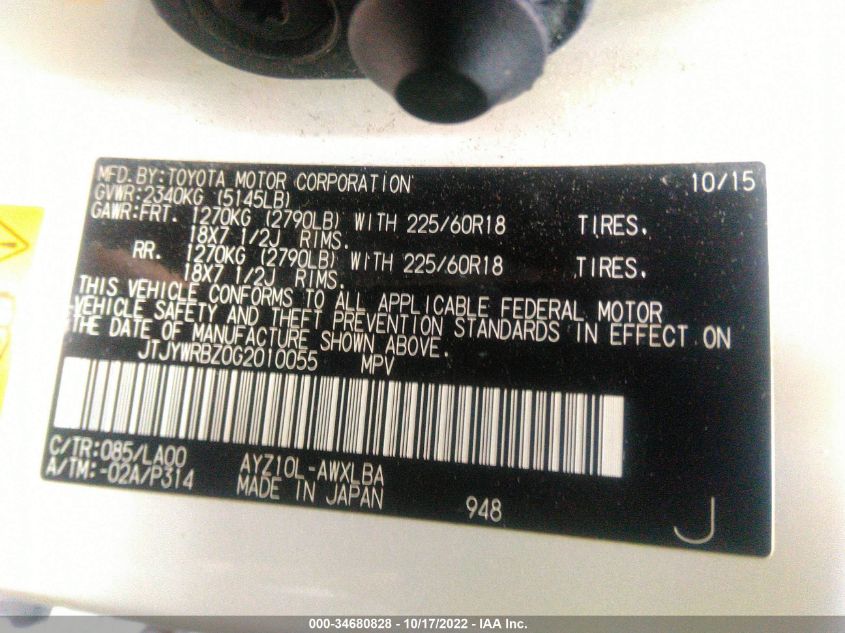 MFD.BY:TOYOTA MOTOR CORPORATION 10/15
GVWR:2340KG (5145LB)
GAWR:FRT. 1270KG (2790LB) WITH 225/60R18 TIRES.
18X7 1/2J RIMS.
RR. 1270KG (2790LB) WITH 225/60R18 TIRES.
18X7 1/2J RIMS.
THIS VEHICLE CONFORMS TO ALL APPLICABLE FEDERAL MOTOR
VEHICLE SAFETY AND THEFT PREVENTION STANDARDS IN EFFECT ON
THE DATE OF MANUFACTURE SHOWN ABOVE.
JTJYWRBZ0G2010055 MPV
C/TR:085/LA00 AYZ10L-AWXLBA
A/TM:-02A/P314 MADE IN JAPAN 948
J
000-34680828 - 10/17/2022 - IAA Inc.